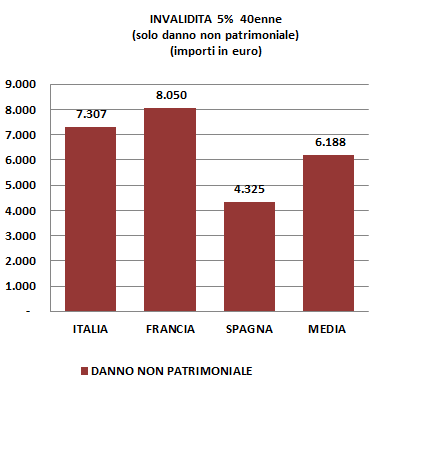 INVALIDITA 5% 40enne
(solo danno non patrimoniale)
(importi in euro)
9.000
8.000
7.000
6.000
5.000
4.000
3.000
2.000
1.000
-
7.307
8.050
4.325
6.188
ITALIA FRANCIA SPAGNA MEDIA
DANNO NON PATRIMONIALE